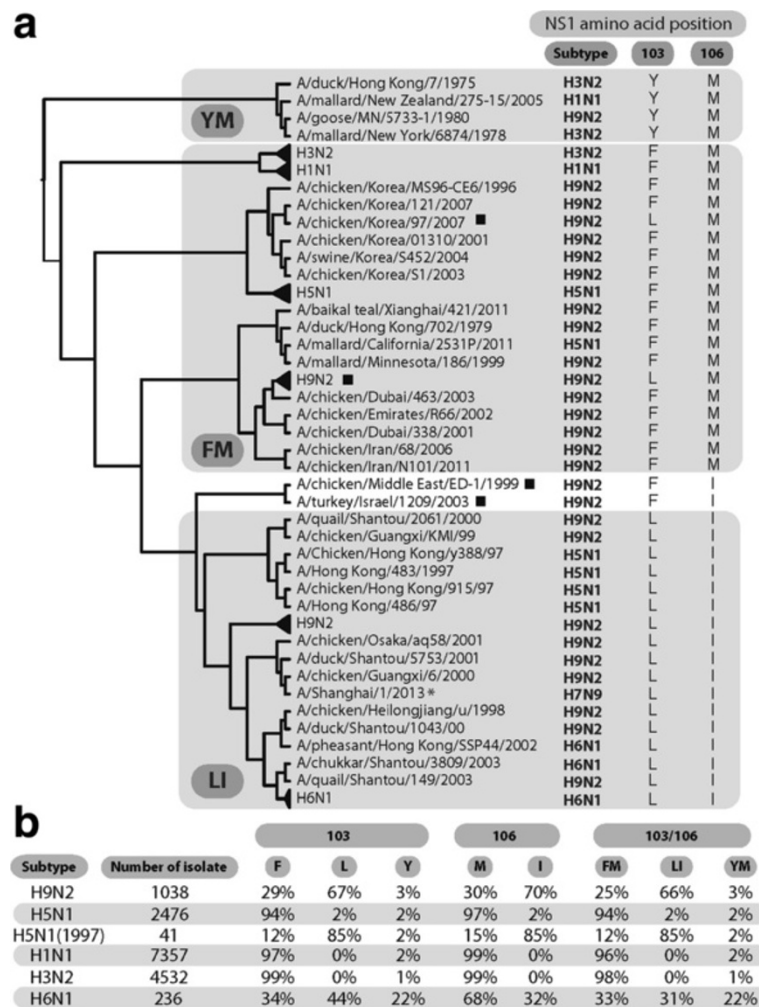 a
NS1 amino acid position
Subtype 103 106
A/duck/Hong Kong/7/1975 H3N2 Y M
A/mallard/New Zealand/275-15/2005 H1N1 Y M
A/goose/MN/5733-1/1980 H9N2 Y M
A/mallard/New York/6874/1978 H3N2 Y M
YM
H3N2 H3N2 F M
H1N1 H1N1 F M
A/chicken/Korea/MS96-CE6/1996 H9N2 F M
A/chicken/Korea/121/2007 H9N2 F M
A/chicken/Korea/97/2007 ■ H9N2 L M
A/chicken/Korea/01310/2001 H9N2 F M
A/swine/Korea/S452/2004 H9N2 F M
A/chicken/Korea/S1/2003 H9N2 F M
H5N1 H5N1 F M
A/baikal teal/Xianghai/421/2011 H9N2 F M
A/duck/Hong Kong/702/1979 H9N2 F M
A/mallard/California/2531P/2011 H5N1 F M
A/mallard/Minnesota/186/1999 H9N2 F M
H9N2 ■ H9N2 L M
A/chicken/Dubai/463/2003 H9N2 F M
A/chicken/Emirates/R66/2002 H9N2 F M
A/chicken/Dubai/338/2001 H9N2 F M
A/chicken/Iran/68/2006 H9N2 F M
A/chicken/Iran/N101/2011 H9N2 F M
FM
A/chicken/Middle East/ED-1/1999 ■ H9N2 F I
A/turkey/Israel/1209/2003 ■ H9N2 F I
A/quail/Shantou/2061/2000 H9N2 L I
A/chicken/Guangxi/KMI/99 H9N2 L I
A/Chicken/Hong Kong/y388/97 H5N1 L I
A/Hong Kong/483/1997 H5N1 L I
A/chicken/Hong Kong/915/97 H5N1 L I
A/Hong Kong/486/97 H5N1 L I
H9N2 H9N2 L I
A/chicken/Osaka/aq58/2001 H9N2 L I
A/duck/Shantou/5753/2001 H9N2 L I
A/chicken/Guangxi/6/2000 H9N2 L I
A/Shanghai/1/2013* H7N9 L I
A/chicken/Heilongjiang/u/1998 H9N2 L I
A/duck/Shantou/1043/00 H9N2 L I
A/pheasant/Hong Kong/SSP44/2002 H6N1 L I
A/chukkar/Shantou/3809/2003 H6N1 L I
A/quail/Shantou/149/2003 H9N2 L I
H6N1 H6N1 L I
LI
b
103 106 103/106
Subtype Number of isolate F L Y M I FM LI YM
H9N2 1038 29% 67% 3% 30% 70% 25% 66% 3%
H5N1 2476 94% 2% 2% 97% 2% 94% 2% 2%
H5N1(1997) 41 12% 85% 2% 15% 85% 12% 85% 2%
H1N1 7357 97% 0% 2% 99% 0% 96% 0% 2%
H3N2 4532 99% 0% 1% 99% 0% 98% 0% 1%
H6N1 236 34% 44% 22% 68% 32% 33% 31% 22%